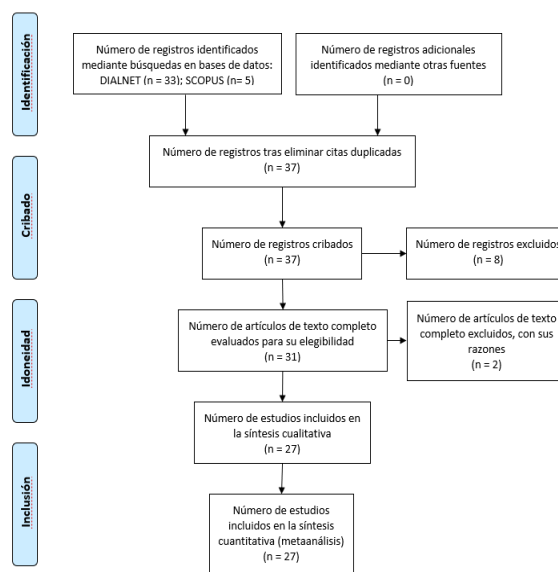 Identificación
Número de registros identificados
mediante búsquedas en bases de datos:
DIALNET (n = 33); SCOPUS (n= 5)
Número de registros adicionales
identificados mediante otras fuentes
(n = 0)
Número de registros tras eliminar citas duplicadas
(n = 37)
Cribado
Número de registros cribados
(n = 37)
Número de registros excluidos
(n = 8)
Idoneidad
Número de artículos de texto completo
evaluados para su elegibilidad
(n = 31)
Número de artículos de texto
completo excluidos, con sus
razones
(n = 2)
Número de estudios incluidos en
la síntesis cualitativa
(n = 27)
Inclusión
Número de estudios
incluidos en la síntesis
cuantitativa (metaanálisis)
(n = 27)